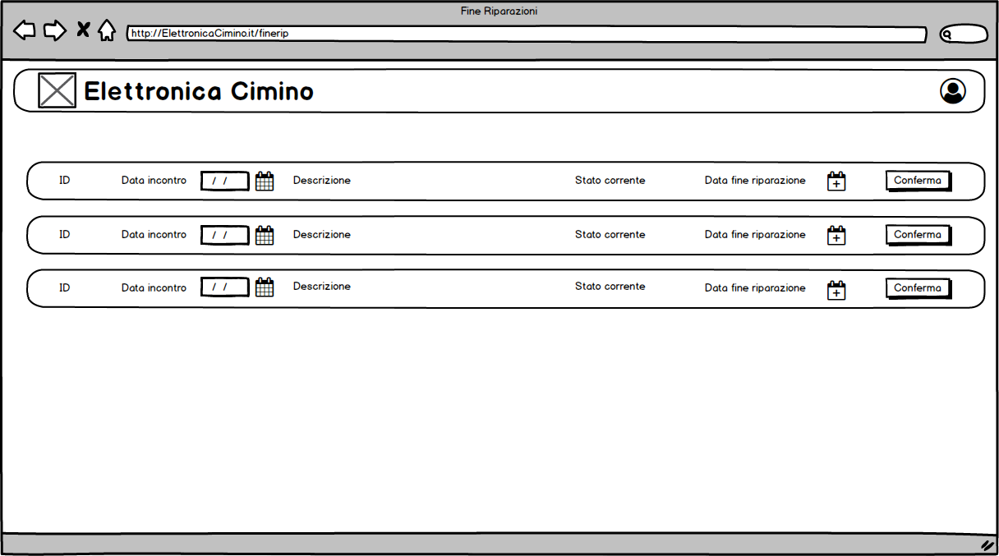 Fine Riparazioni
http://ElettronicaCimino.it/finerip
Elettronica Cimino
ID Data incontro / / Descrizione Stato corrente Data fine riparazione Conferma
ID Data incontro / / Descrizione Stato corrente Data fine riparazione Conferma
ID Data incontro / / Descrizione Stato corrente Data fine riparazione Conferma